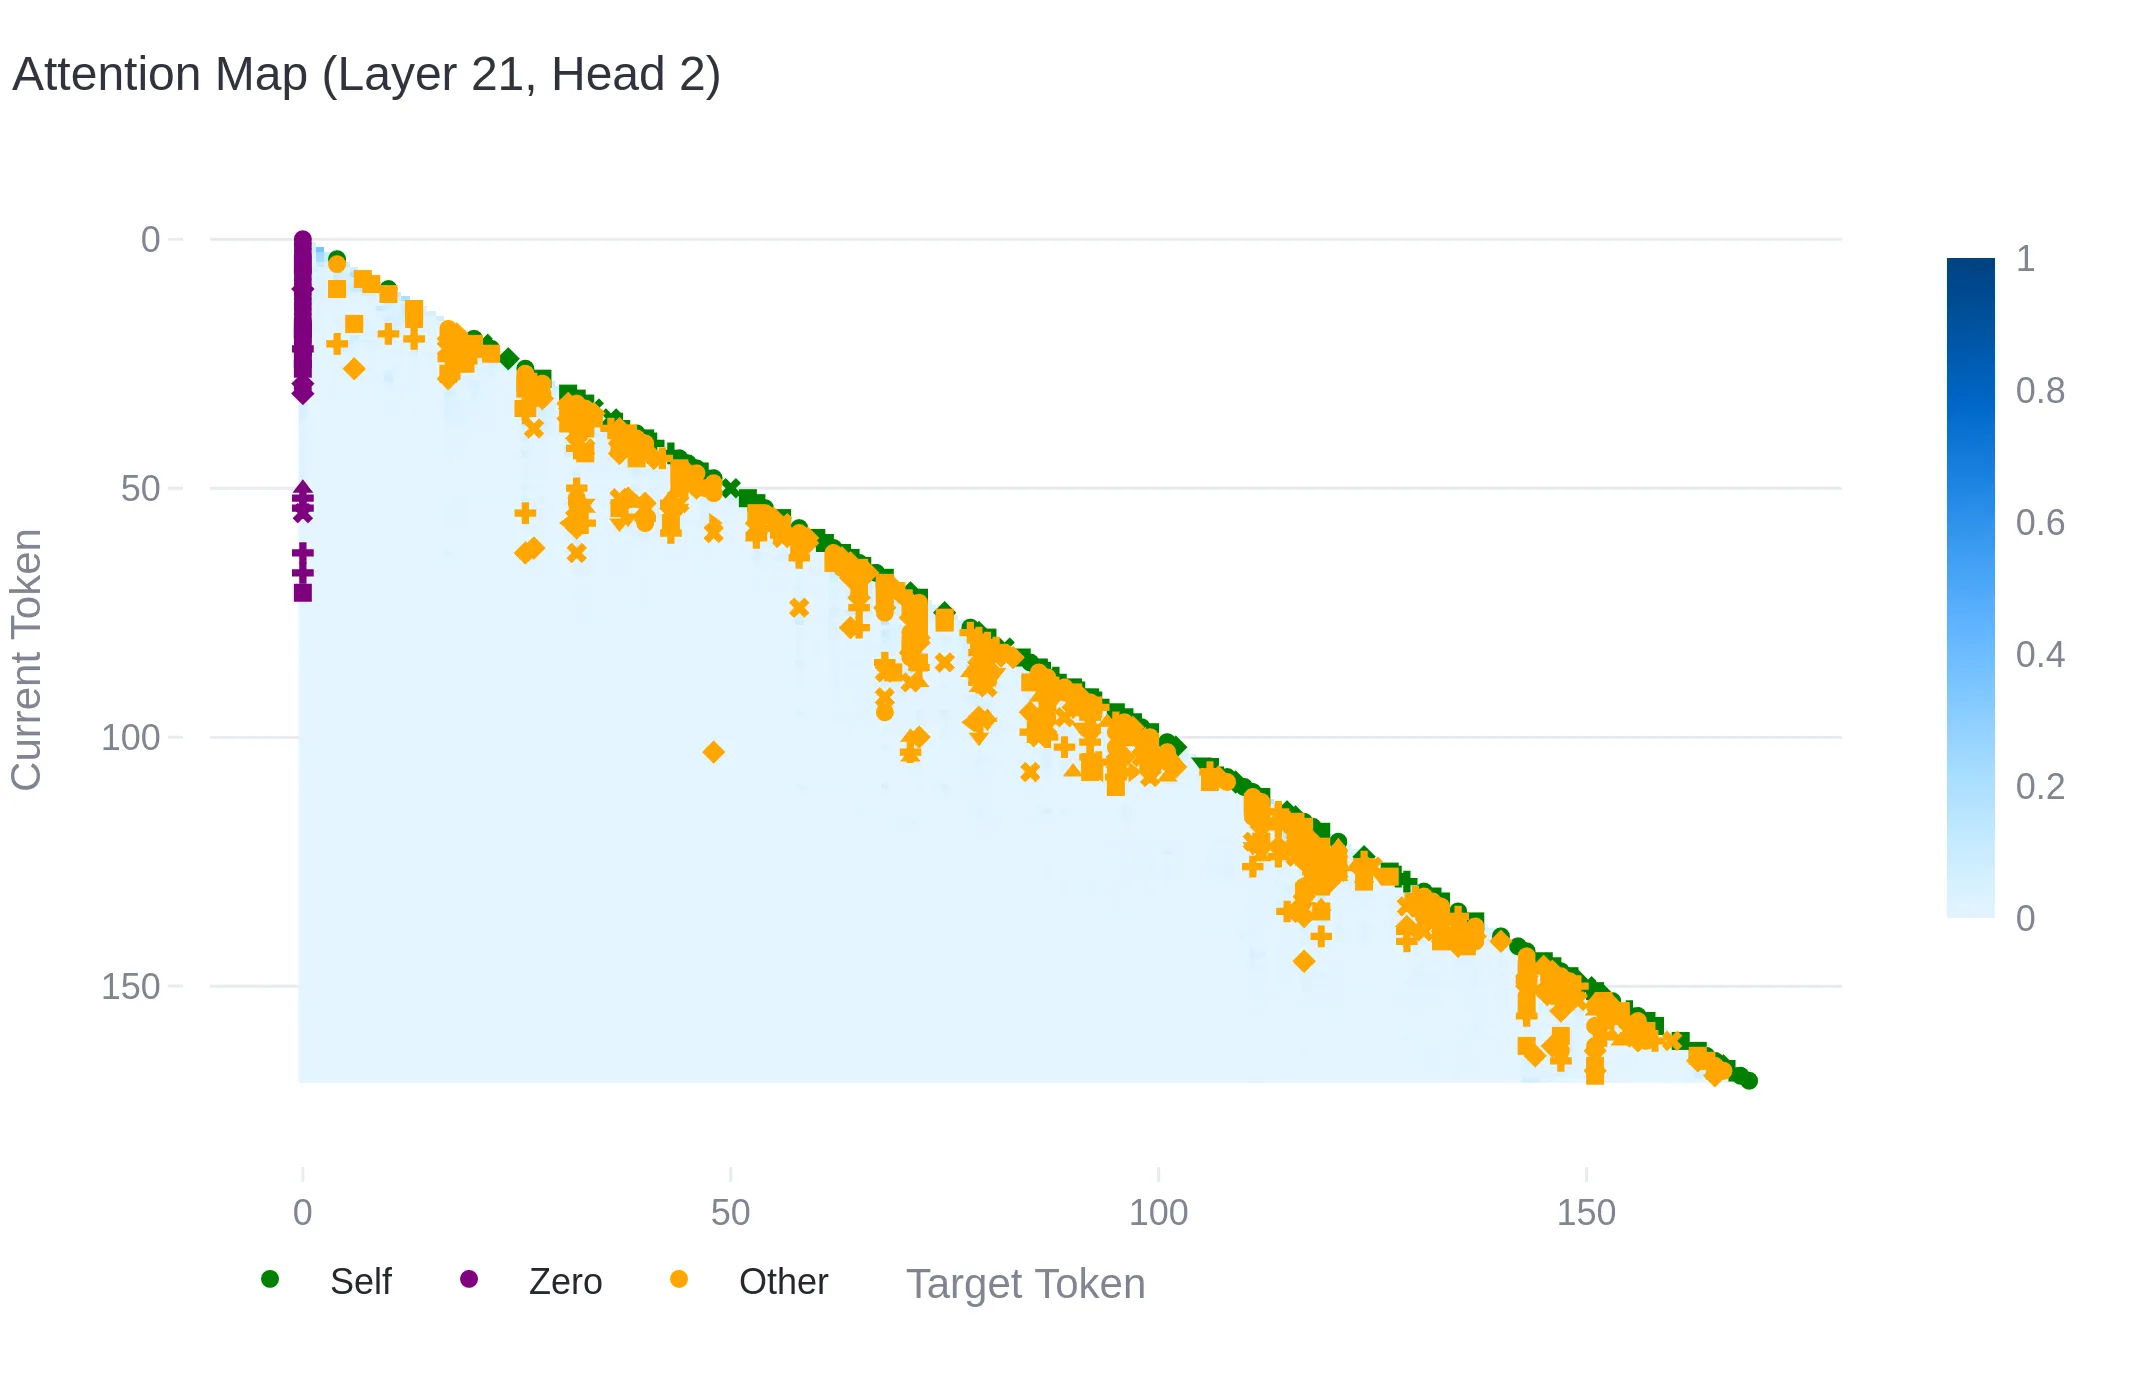 Attention Map (Layer 21, Head 2)
0
50
100
150
Current Token
1
0.8
0.6
0.4
0.2
0
0 50 100 150
Self Zero Other Target Token